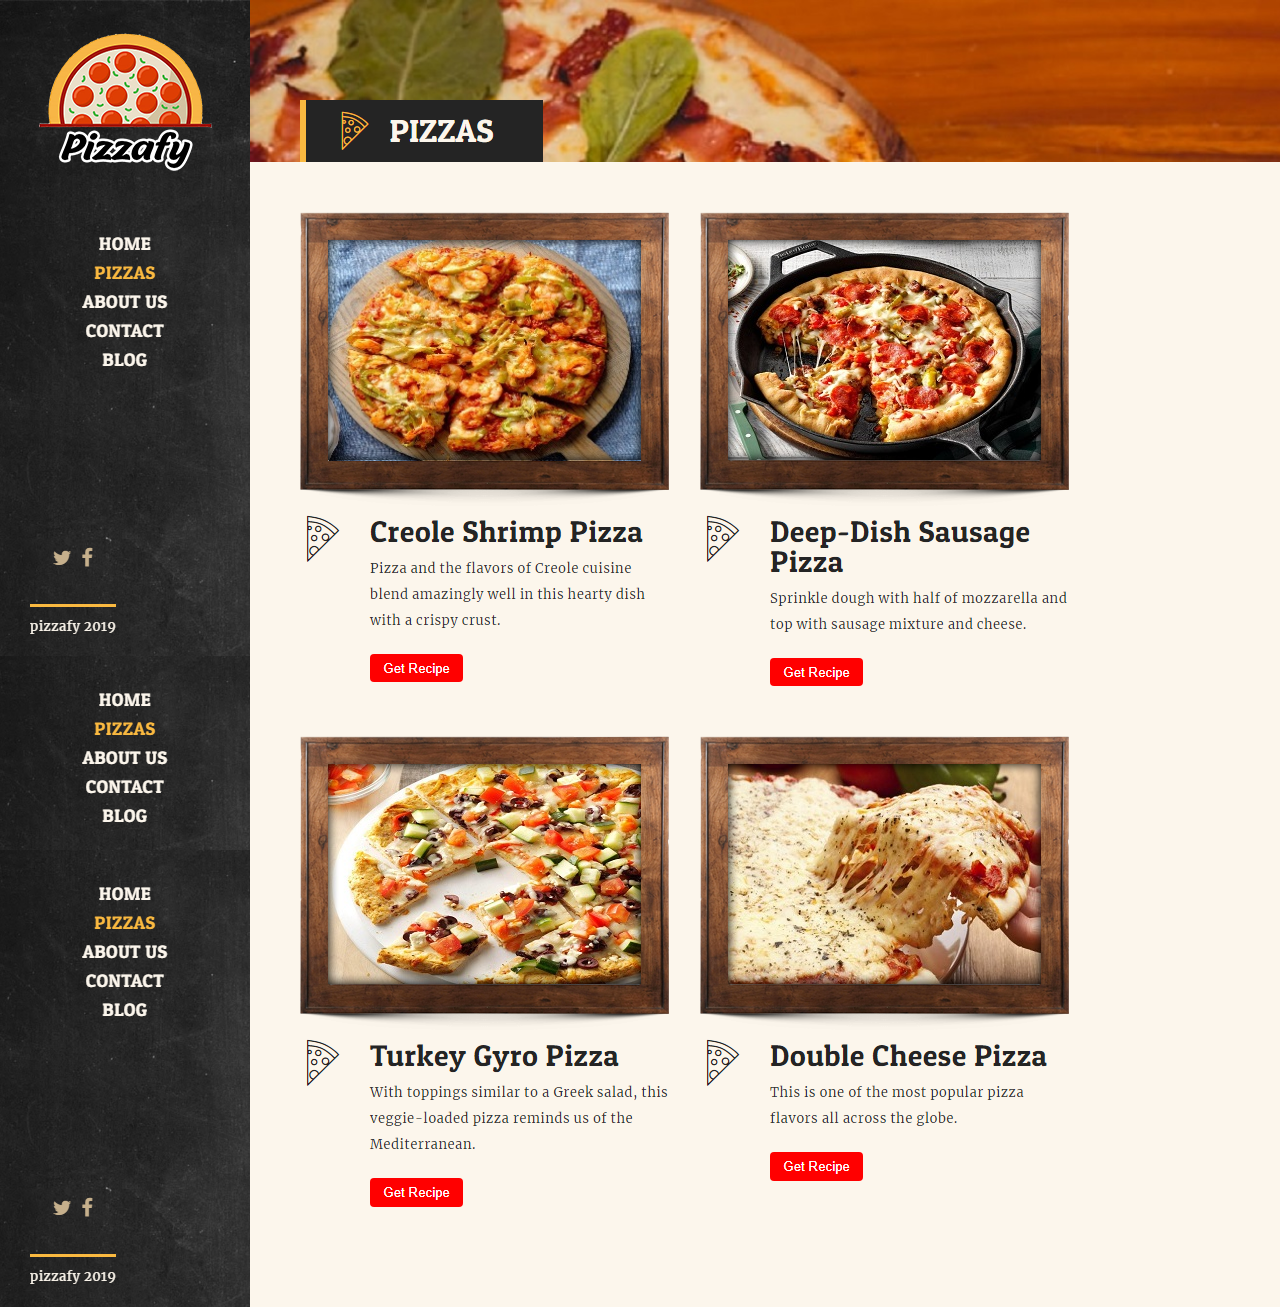 Pizzafy
HOME
PIZZAS
ABOUT US
CONTACT
BLOG
pizzafy 2019
HOME
PIZZAS
ABOUT US
CONTACT
BLOG
HOME
PIZZAS
ABOUT US
CONTACT
BLOG
pizzafy 2019
PIZZAS
Creole Shrimp Pizza
Pizza and the flavors of Creole cuisine
blend amazingly well in this hearty dish
with a crispy crust.
Get Recipe
Deep-Dish Sausage
Pizza
Sprinkle dough with half of mozzarella and
top with sausage mixture and cheese.
Get Recipe
Turkey Gyro Pizza
With toppings similar to a Greek salad, this
veggie-loaded pizza reminds us of the
Mediterranean.
Get Recipe
Double Cheese Pizza
This is one of the most popular pizza
flavors all across the globe.
Get Recipe